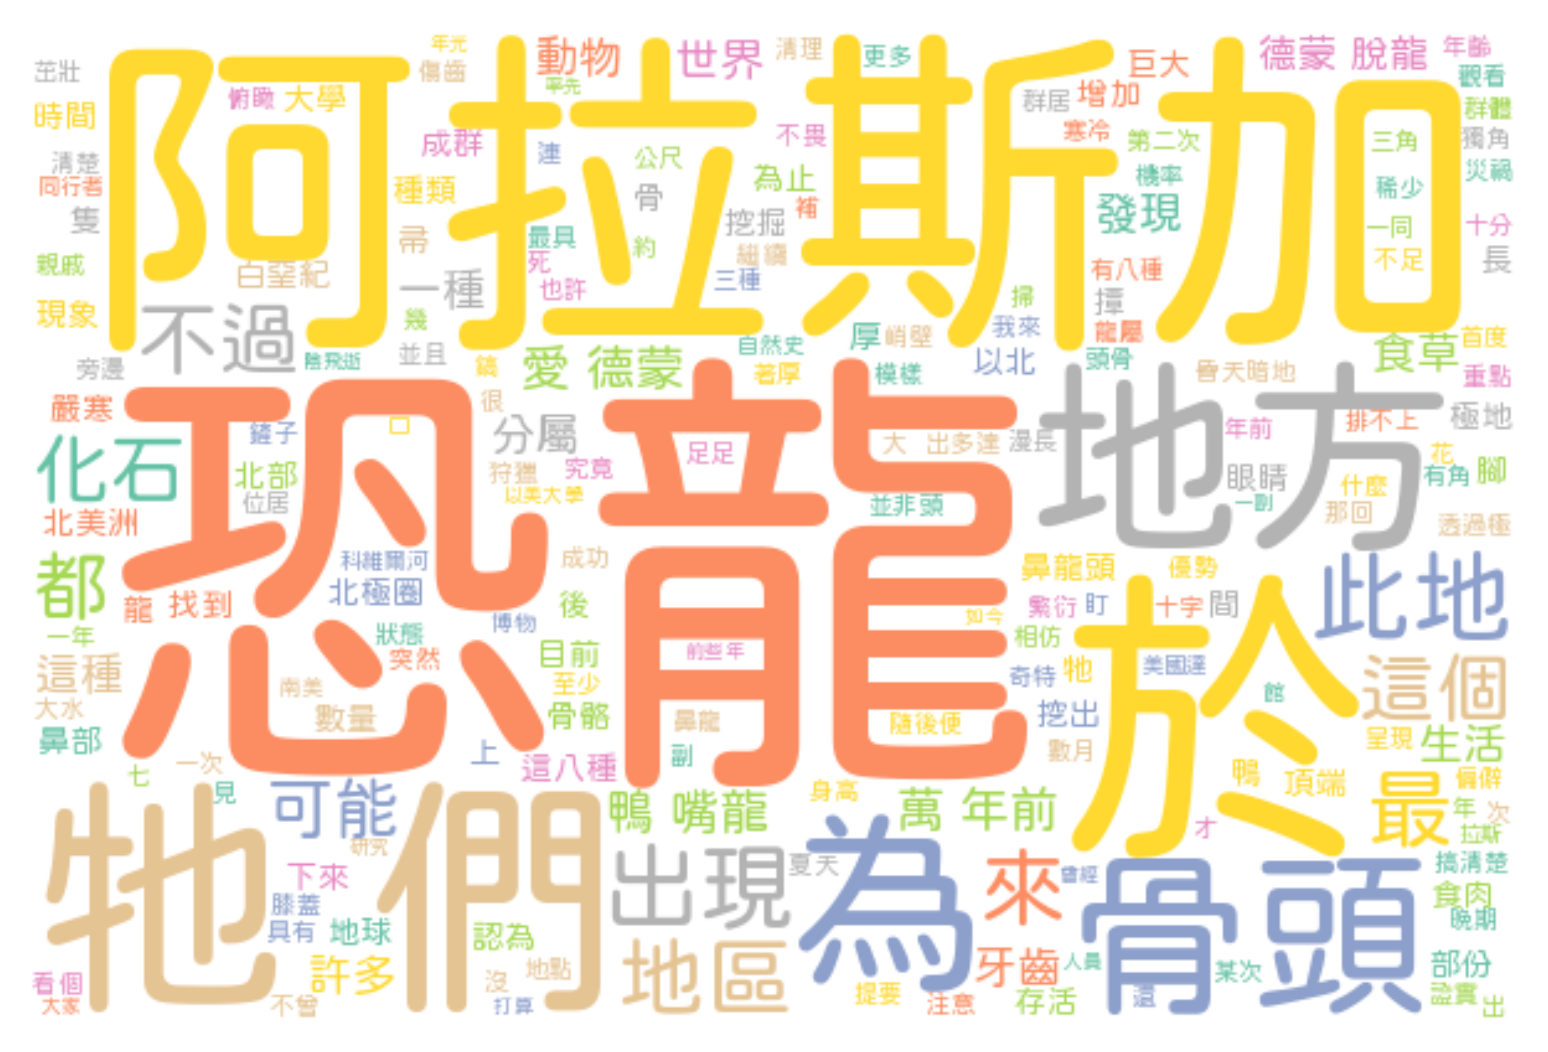 阿拉斯加
恐龍
牠們
於
地方
為
骨頭
此地
不過
化石
都
出現
地區
可能
最
來
這個
動物
世界
德蒙 脫龍
年元
傷齒
率先
茁壯
時間
清楚
同行者
隻
親戚
現象
旁邊
俯瞰
大學
成群
種類
白堊紀
一種
幾
並且
陰飛逝
清理
更多
不畏
漣
公尺
骨
約
為止
補
挖掘
繼續
最具
死
也許
三種
自然史
著厚
厚
峭壁
模樣
愛 德蒙
巨大
增加
群居
寒冷
第二次
機率
發現
有八種
掃
我來
龍屬
以北
頭骨
昏天暗地
年齡
觀看
群體
獨角
三角
災禍
稀少
一同
十分
不足
長
食草
首度
重點
極地
排不上
嚴寒
鏟子
北部
位居
北美洲
很
分屬
狩獵
究竟
以美大學
足足
大
出多達
漫長
並非頭
年前
眼睛
一副
花
有角
腳
什麼
那回
透過極
科維爾河
北極圈
成功
龍
找到
一年
這種
大水
鼻部
七
一次
見
狀態
突然
博物
後
目前
至少
骨骼
南美
數量
上
這八種
前些年
鼻龍
副
如今
隨後便
鼻龍頭
優勢
繁衍
盯
十字
間
相仿
奇特
牠
美國達
館
挖出
數月
呈現
生活
鴨
頂端
偏僻
年
次
拉斯
才
研究
下來
膝蓋
具有
地球
許多
看個
大家
不曾
鴨 嘴龍
身高
萬 年前
夏天
認為
沒
地點
打算
曾經
牙齒
人員
提要
注意
存活
還
某次
搞清楚
食肉
晚期
部份
證實
出